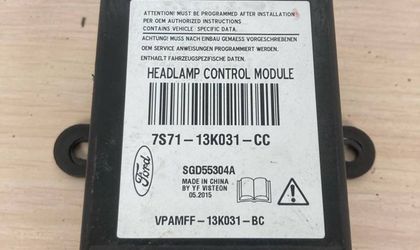 ATTENTION! MUST BE PROGRAMMED AFTER INSTALLATION
PER OEM AUTHORIZED INSTRUCTIONS
CONTAINS VEHICLE - SPECIFIC DATA.
ACHTUNG! MUSS NACH EINBAU GEMAESS VORGESCHRIEBENEN
OEM SERVICE ANWEISUNGEN PROGRAMMIERT WERDEN.
ENTHAELT FAHRZEUGSPEZIFISCHE DATEN.
HEADLAMP CONTROL MODULE
7S71-13K031-CC
Ford
SGD55304A
MADE IN CHINA
BY YF VISTEON
05.2015
VPAMFF-13K031-BC